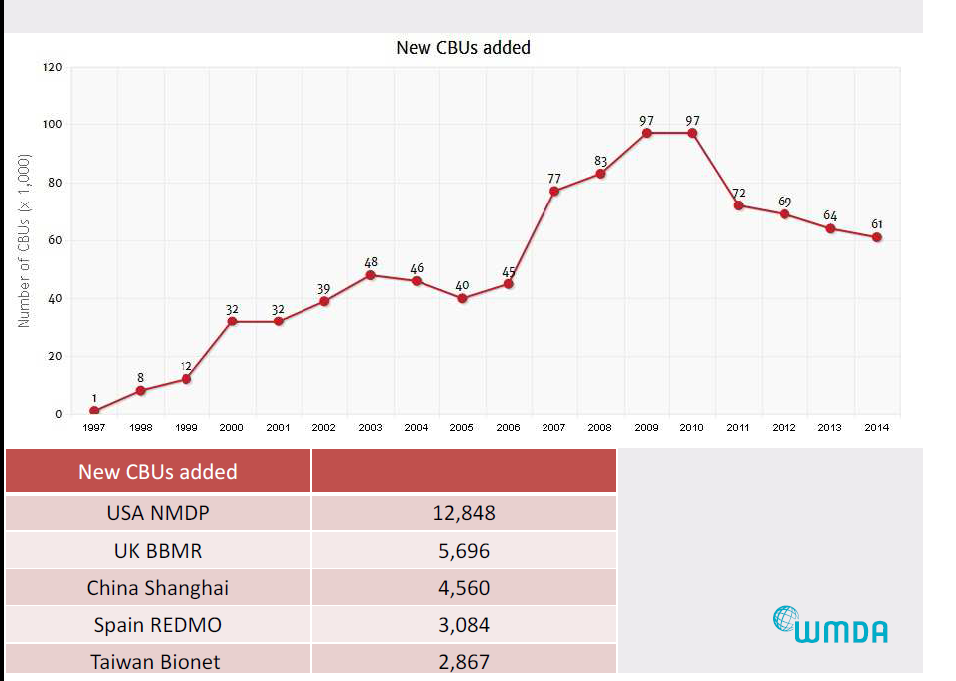 New CBUs added
Number of CBUs (x 1,000)
120
100
80
60
40
20
0
1
8
12
32
32
39
48
46
40
45
77
83
97
97
72
69
64
61
1997 1998 1999 2000 2001 2002 2003 2004 2005 2006 2007 2008 2009 2010 2011 2012 2013 2014
New CBUs added
USA NMDP 12,848
UK BBMR 5,696
China Shanghai 4,560
Spain REDMO 3,084
Taiwan Bionet 2,867
WMDA